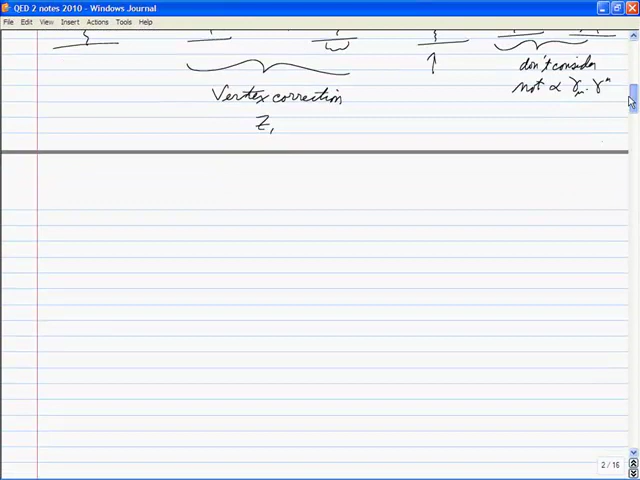 QED 2 notes 2010 - Windows Journal
File Edit View Insert Actions Tools Help
don't consider
Vertex correction
not α γμ · γμ
Z1
2 / 16